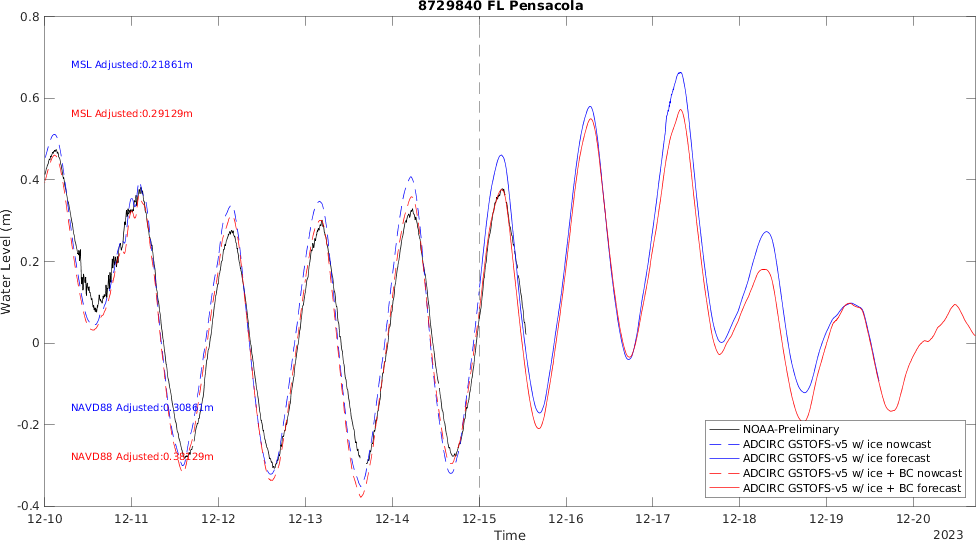 8729840 FL Pensacola
0.8
0.6
0.4
0.2
0
-0.2
-0.4
Water Level (m)
MSL Adjusted:0.21861m
MSL Adjusted:0.29129m
NAVD88 Adjusted:0.30861m
NAVD88 Adjusted:0.38129m
NOAA-Preliminary
ADCIRC GSTOFS-v5 w/ ice nowcast
ADCIRC GSTOFS-v5 w/ ice forecast
ADCIRC GSTOFS-v5 w/ ice + BC nowcast
ADCIRC GSTOFS-v5 w/ ice + BC forecast
12-10 12-11 12-12 12-13 12-14 12-15 12-16 12-17 12-18 12-19 12-20
Time
2023